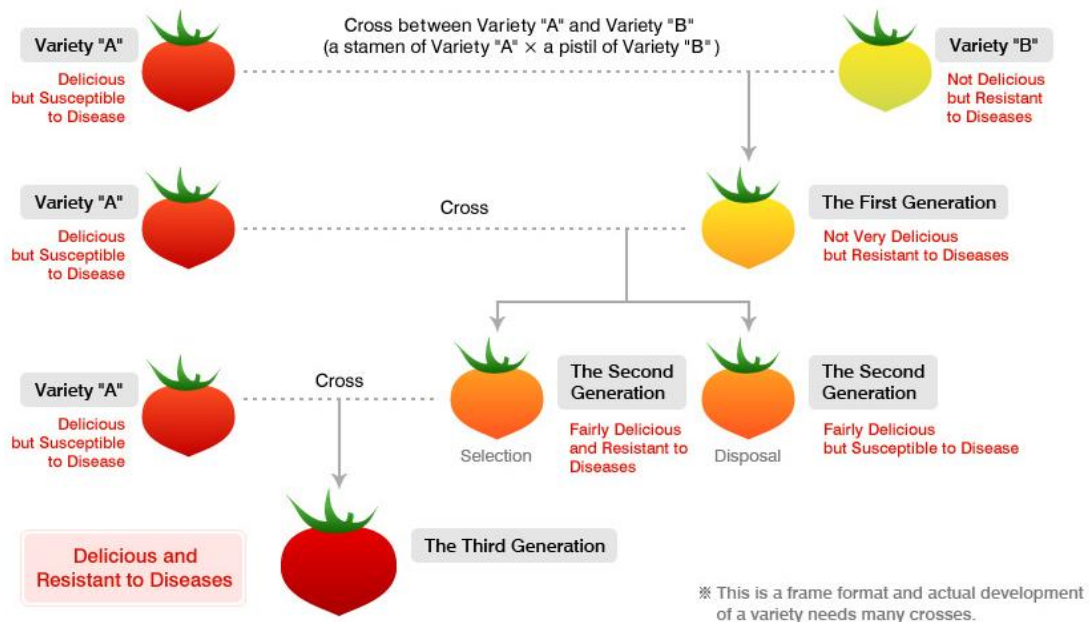 Cross between Variety "A" and Variety "B"
(a stamen of Variety "A" × a pistil of Variety "B")
Variety "A"
Delicious
but Susceptible
to Disease
Variety "B"
Not Delicious
but Resistant
to Diseases
Variety "A"
Delicious
but Susceptible
to Disease
Cross
The First Generation
Not Very Delicious
but Resistant to Diseases
Variety "A"
Delicious
but Susceptible
to Disease
Cross
The Second
Generation
Fairly Delicious
and Resistant to
Diseases
Selection
The Second
Generation
Fairly Delicious
but Susceptible to Disease
Disposal
Delicious and
Resistant to Diseases
The Third Generation
※ This is a frame format and actual development
of a variety needs many crosses.